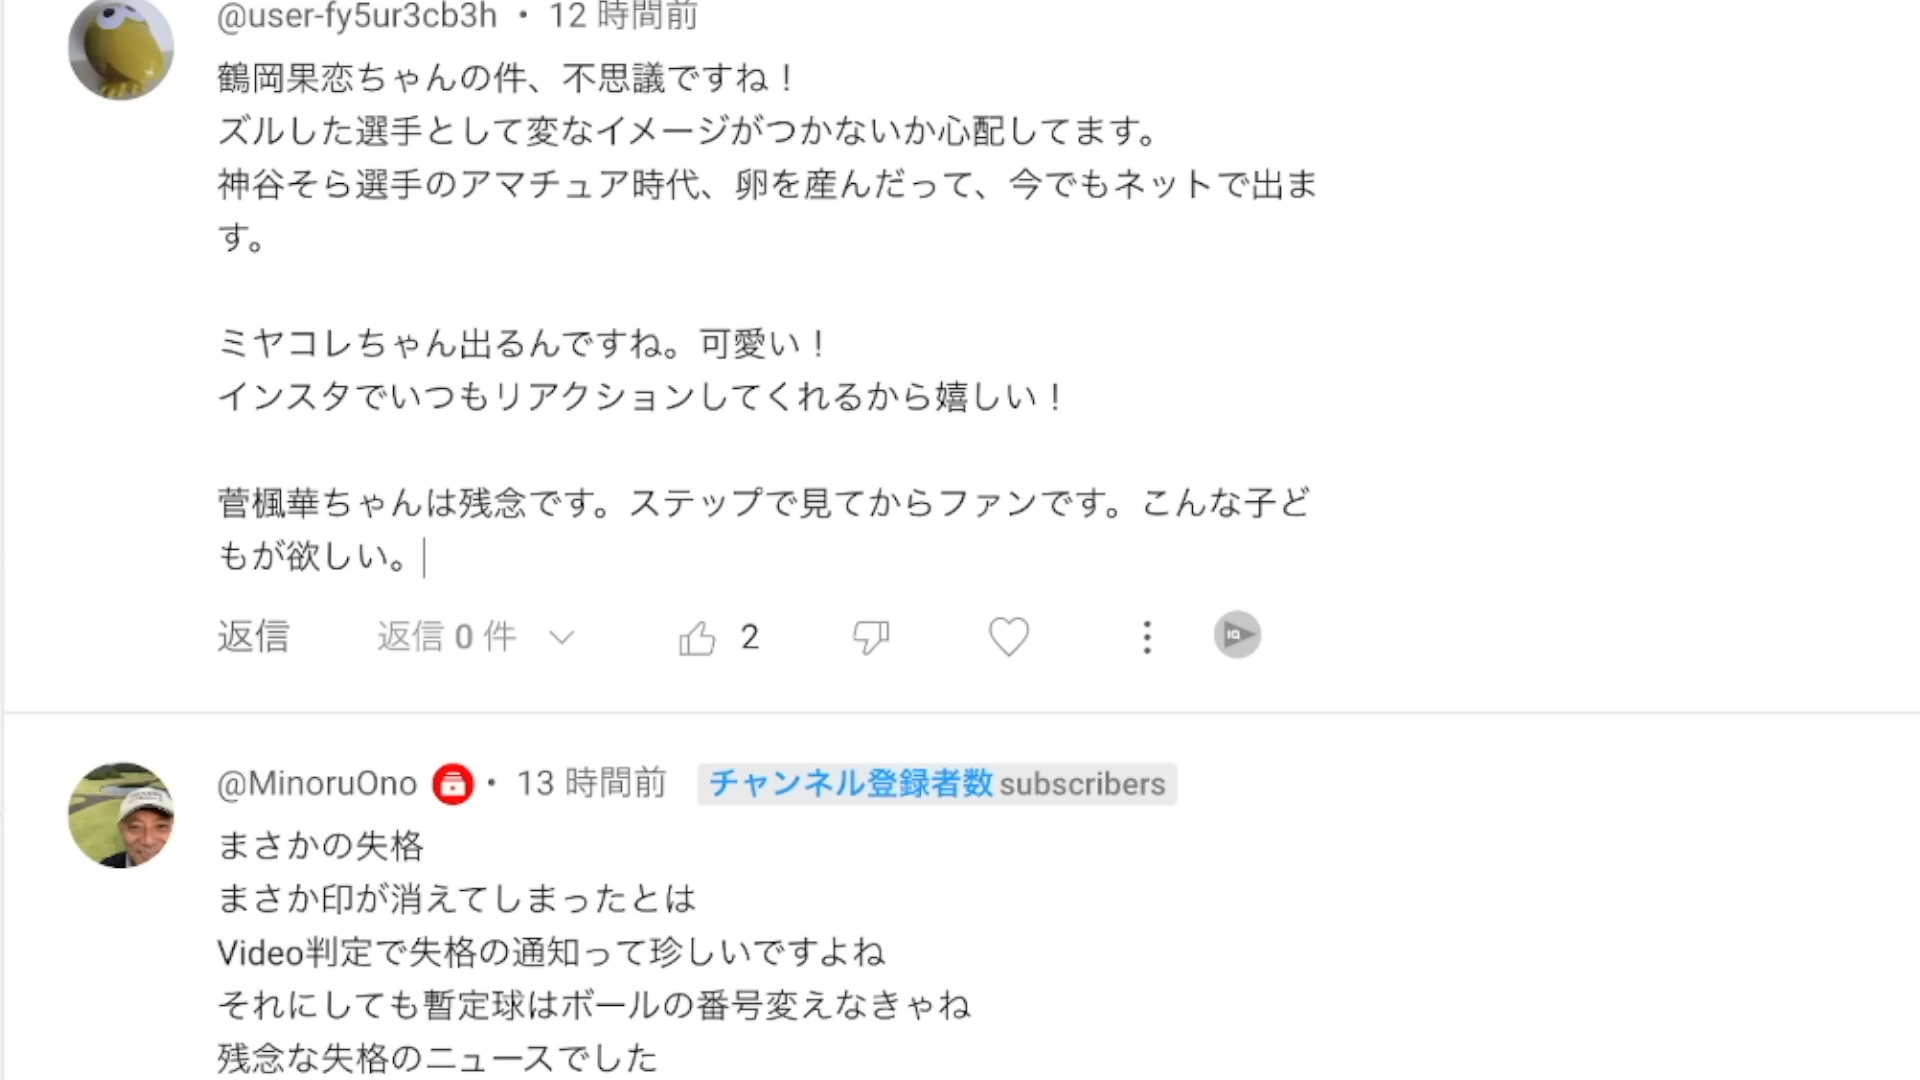 @user-fy5ur3cb3h • 12 時間前
鶴岡果恋ちゃんの件、不思議ですね！
ズルした選手として変なイメージがつかないか心配してます。
神谷そら選手のアマチュア時代、卵を産んだって、今でもネットで出ま
す。
ミヤコレちゃん出るんですね。可愛い！
インスタでいつもリアクションしてくれるから嬉しい！
菅楓華ちゃんは残念です。ステップで見てからファンです。こんな子ど
もが欲しい。
返信 返信 0 件 2 IQ
@MinoruOno • 13 時間前 チャンネル登録者数 subscribers
まさかの失格
まさか印が消えてしまったとは
Video判定で失格の通知って珍しいですよね
それにしても暫定球はボールの番号変えなきゃね
残念な失格のニュースでした